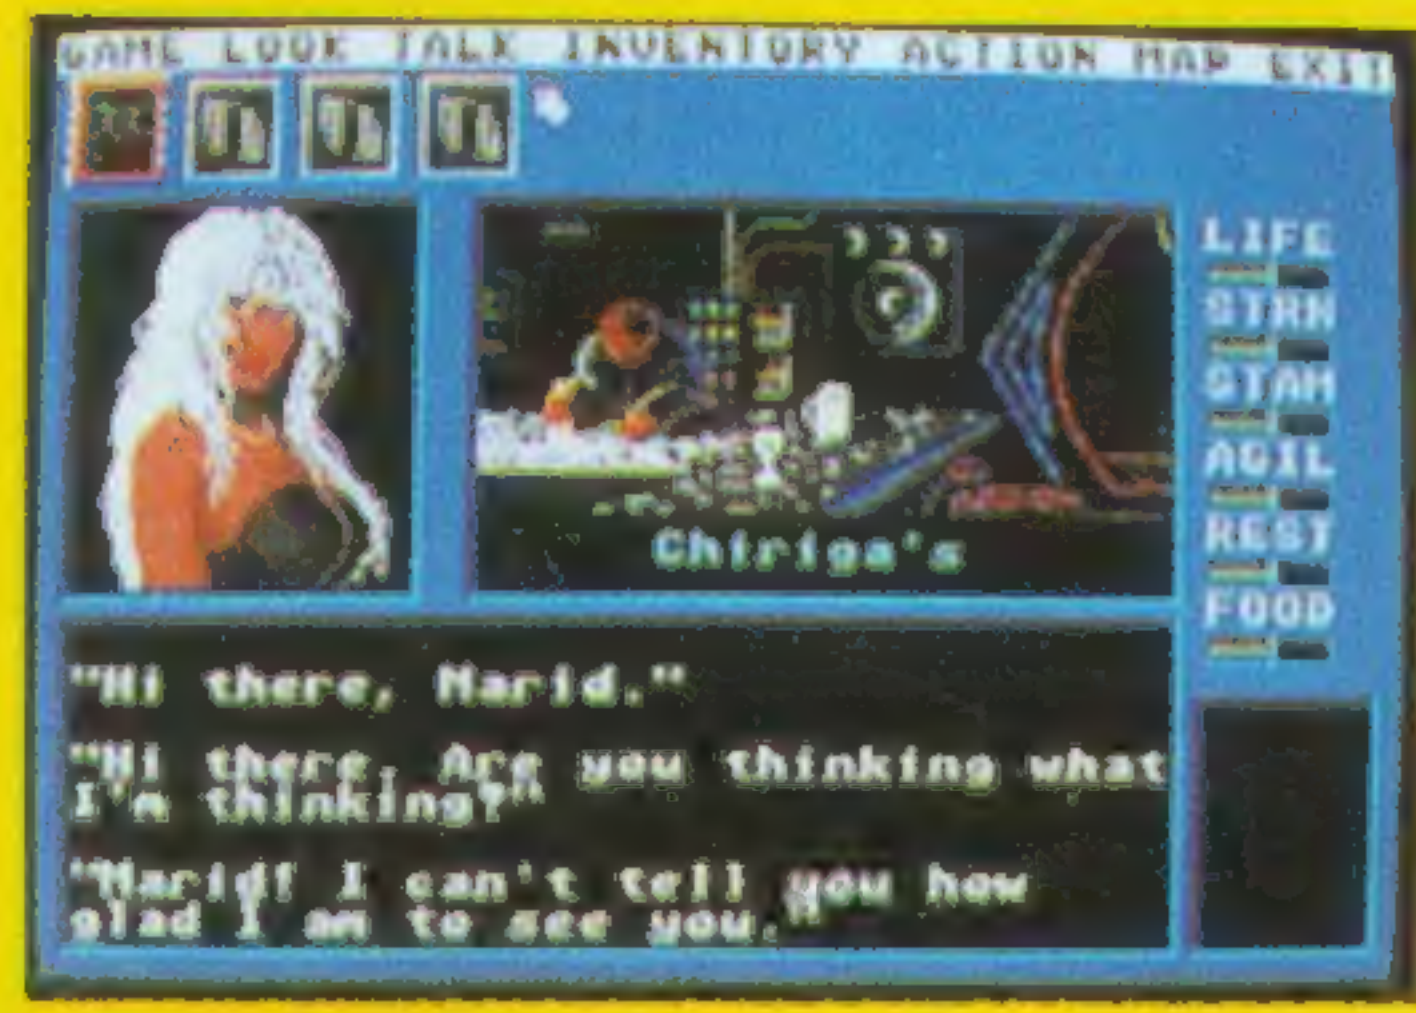 GAME LOOK TALK INVENTORY ACTION MAP EXIT
LIFE
STRN
STAM
AGIL
REST
FOOD
Chiriga's
"Hi there, Marid."
"Hi there. Are you thinking what
I'm thinking?"
"Marid! I can't tell you how
glad I am to see you."